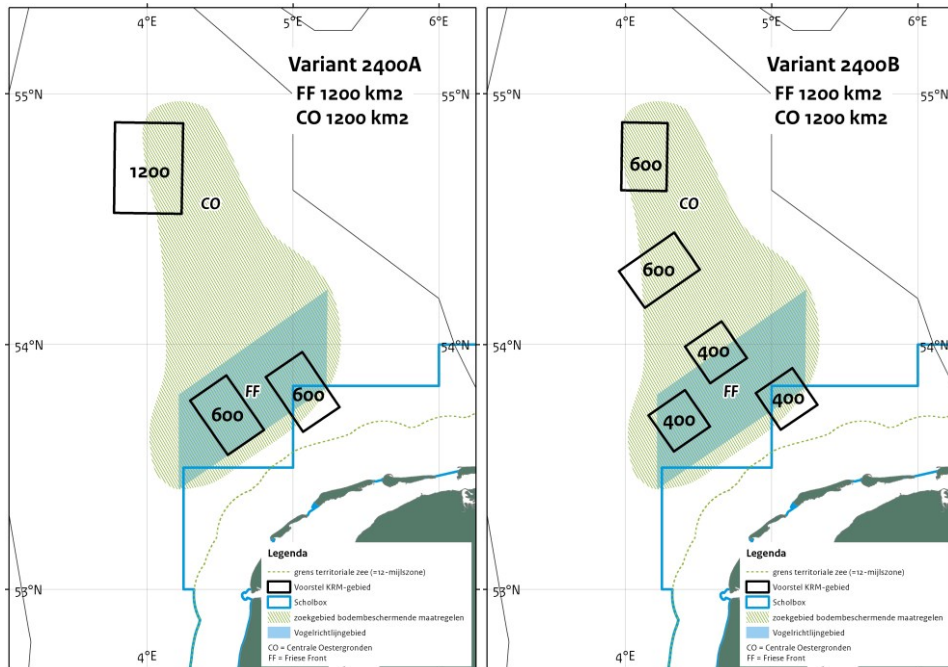 4°E
5°E
6°E
Variant 2400A
FF 1200 km2
CO 1200 km2
55°N
1200
CO
54°N
FF
600
600
53°N
Legenda
grens territoriale zee (=12-mijlszone)
Voorstel KRM-gebied
Scholbox
zoekgebied bodembeschermende maatregelen
Vogelrichtlijngebied
CO = Centrale Oestergronden
FF = Friese Front
4°E
4°E
5°E
6°E
Variant 2400B
FF 1200 km2
CO 1200 km2
55°N
55°N
600
CO
600
54°N
54°N
400
FF
400
400
53°N
53°N
Legenda
grens territoriale zee (=12-mijlszone)
Voorstel KRM-gebied
Scholbox
zoekgebied bodembeschermende maatregelen
Vogelrichtlijngebied
CO = Centrale Oestergronden
FF = Friese Front
4°E